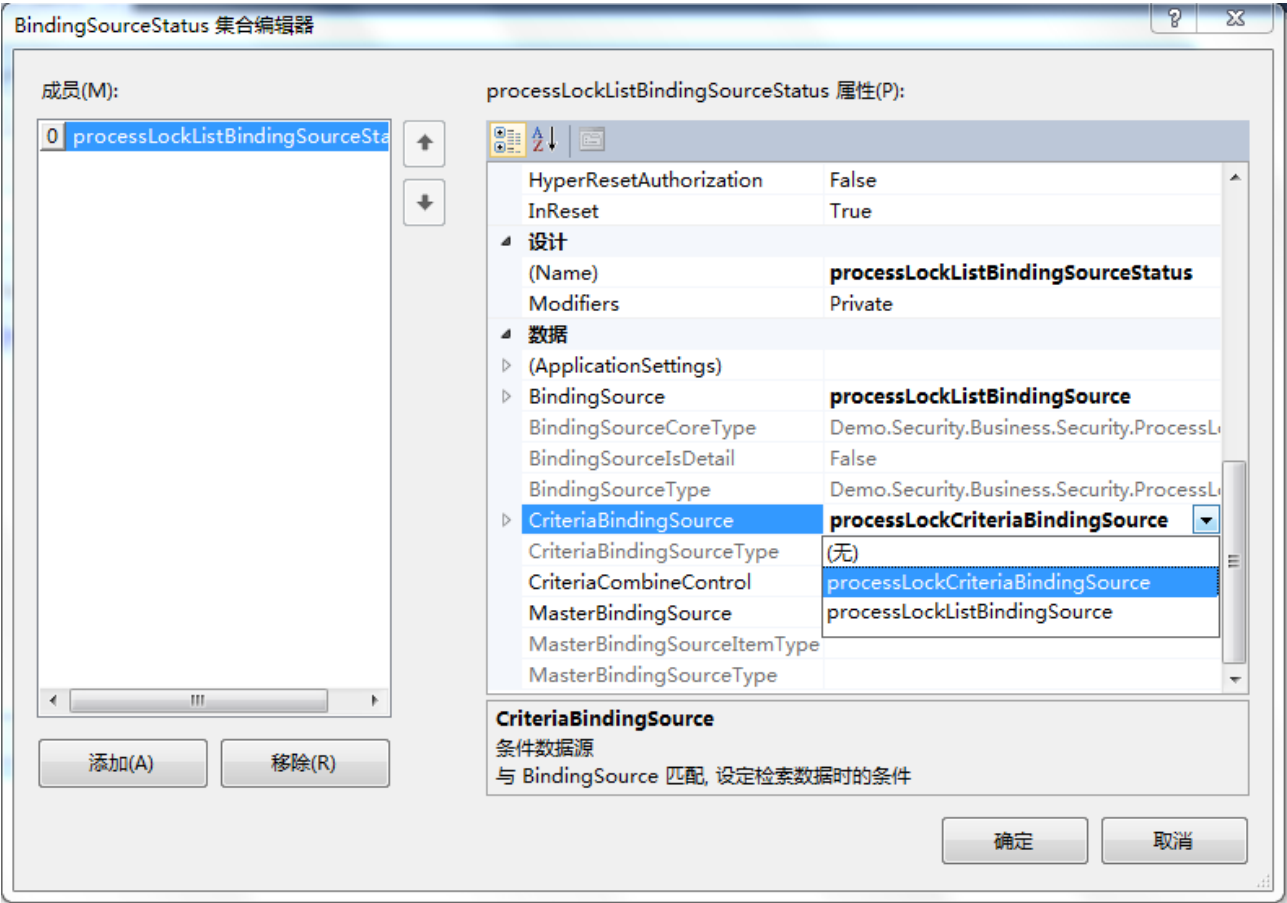 BindingSourceStatus 集合编辑器
成员(M):
0 processLockListBindingSourceSta
添加(A)
移除(R)
processLockListBindingSourceStatus 属性(P):
HyperResetAuthorization False
InReset True
设计
(Name) processLockListBindingSourceStatus
Modifiers Private
数据
(ApplicationSettings)
BindingSource processLockListBindingSource
BindingSourceCoreType Demo.Security.Business.Security.ProcessL
BindingSourceIsDetail False
BindingSourceType Demo.Security.Business.Security.ProcessL
CriteriaBindingSource processLockCriteriaBindingSource
CriteriaBindingSourceType (无)
CriteriaCombineControl processLockCriteriaBindingSource
MasterBindingSource processLockListBindingSource
MasterBindingSourceItemType
MasterBindingSourceType
CriteriaBindingSource
条件数据源
与 BindingSource 匹配, 设定检索数据时的条件
确定
取消